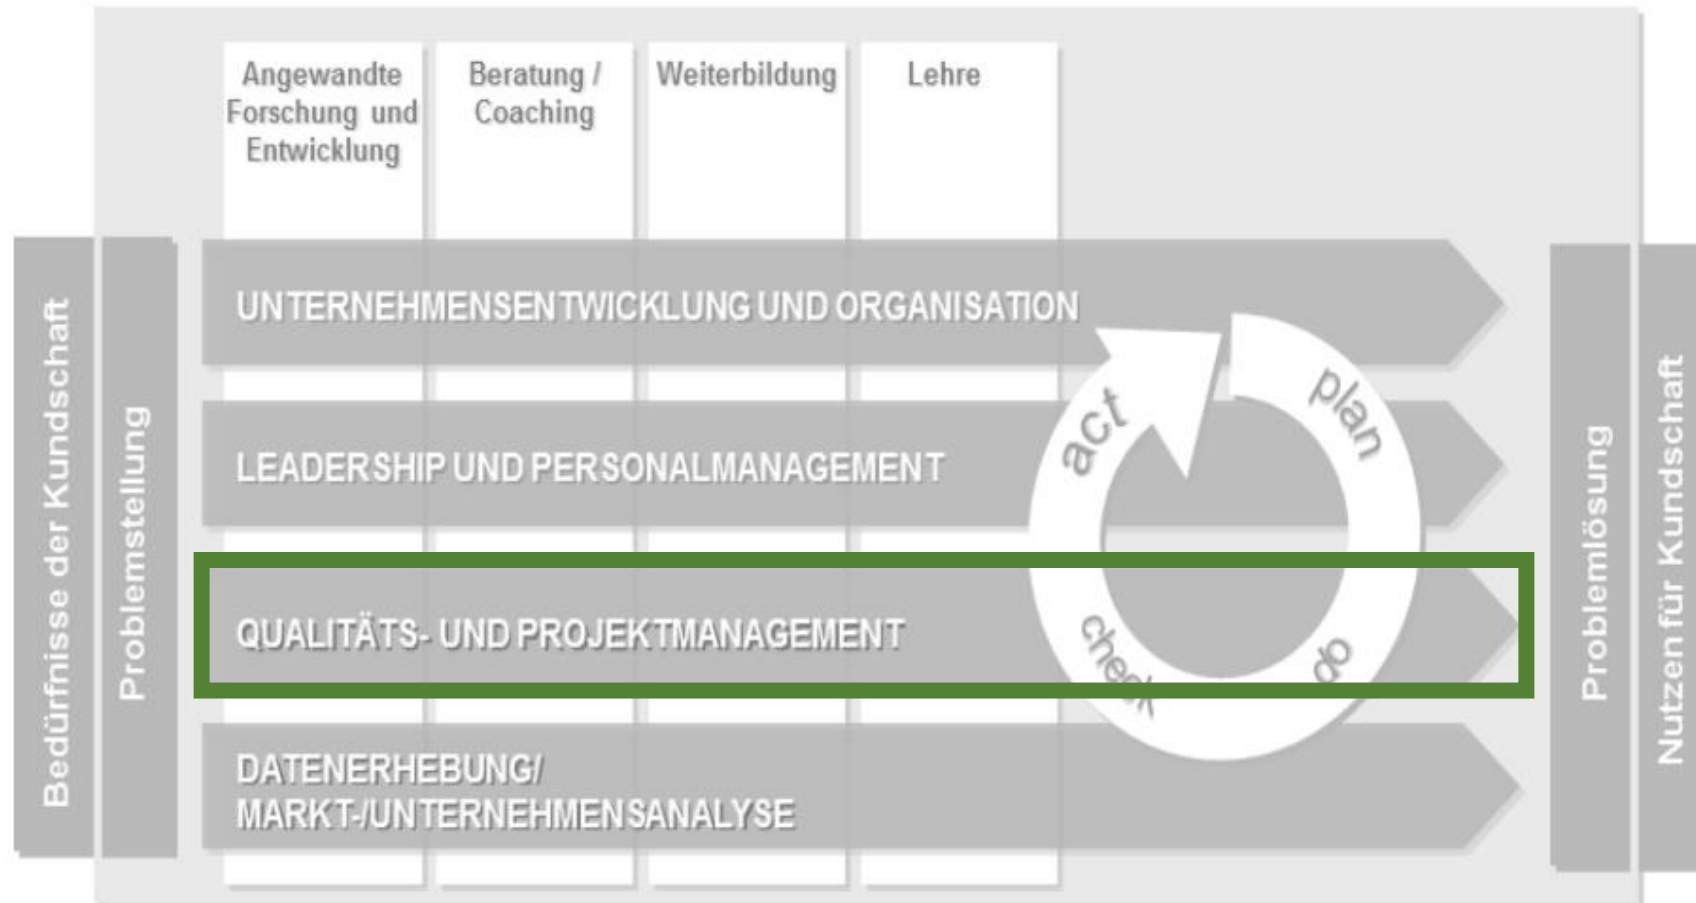 Angewandte
Forschung und
Entwicklung
Beratung /
Coaching
Weiterbildung
Lehre
Bedürfnisse der Kundschaft
Problemstellung
UNTERNEHMENSENTWICKLUNG UND ORGANISATION
LEADERSHIP UND PERSONALMANAGEMENT
QUALITÄTS- UND PROJEKTMANAGEMENT
DATENERHEBUNG/
MARKT-/UNTERNEHMENSANALYSE
plan
do
check
act
Problemlösung
Nutzen für Kundschaft